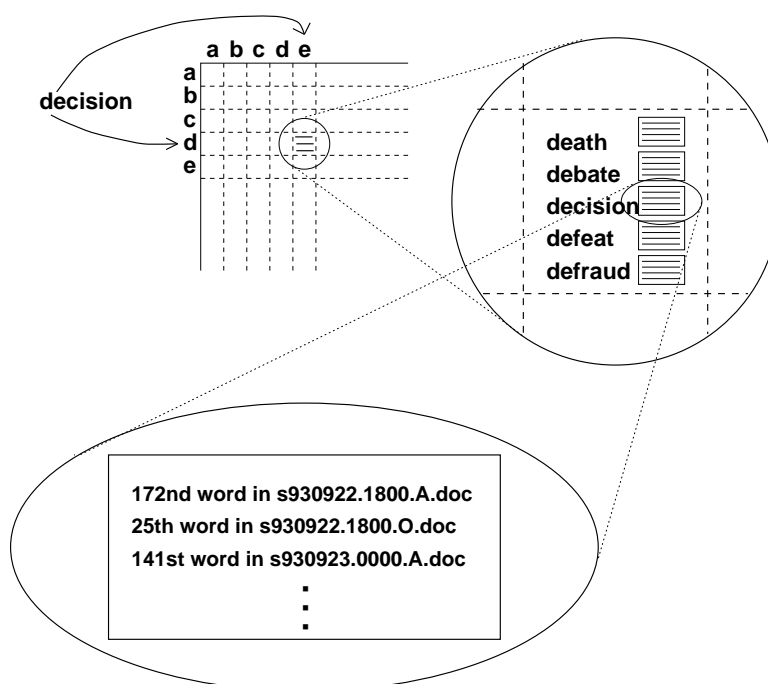 a b c d e
a
decision
b
c
d
e
death
debate
decision
defeat
defraud
172nd word in s930922.1800.A.doc
25th word in s930922.1800.O.doc
141st word in s930923.0000.A.doc